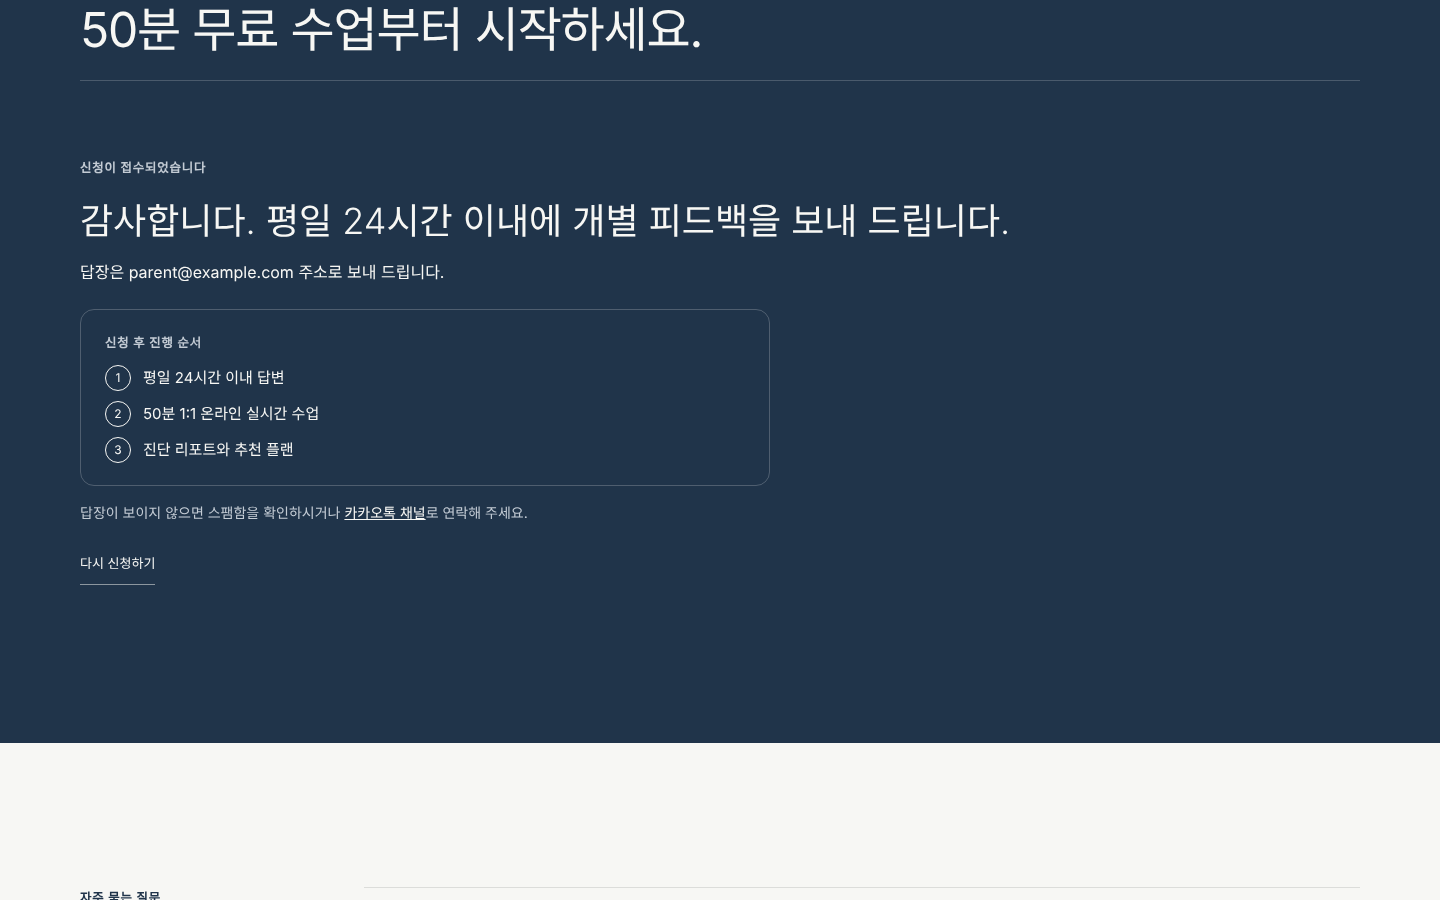 50분 무료 수업부터 시작하세요.
신청이 접수되었습니다
감사합니다. 평일 24시간 이내에 개별 피드백을 보내 드립니다.
답장은 parent@example.com 주소로 보내 드립니다.
신청 후 진행 순서
1 평일 24시간 이내 답변
2 50분 1:1 온라인 실시간 수업
3 진단 리포트와 추천 플랜
답장이 보이지 않으면 스팸함을 확인하시거나 카카오톡 채널로 연락해 주세요.
다시 신청하기
자주 묻는 질문